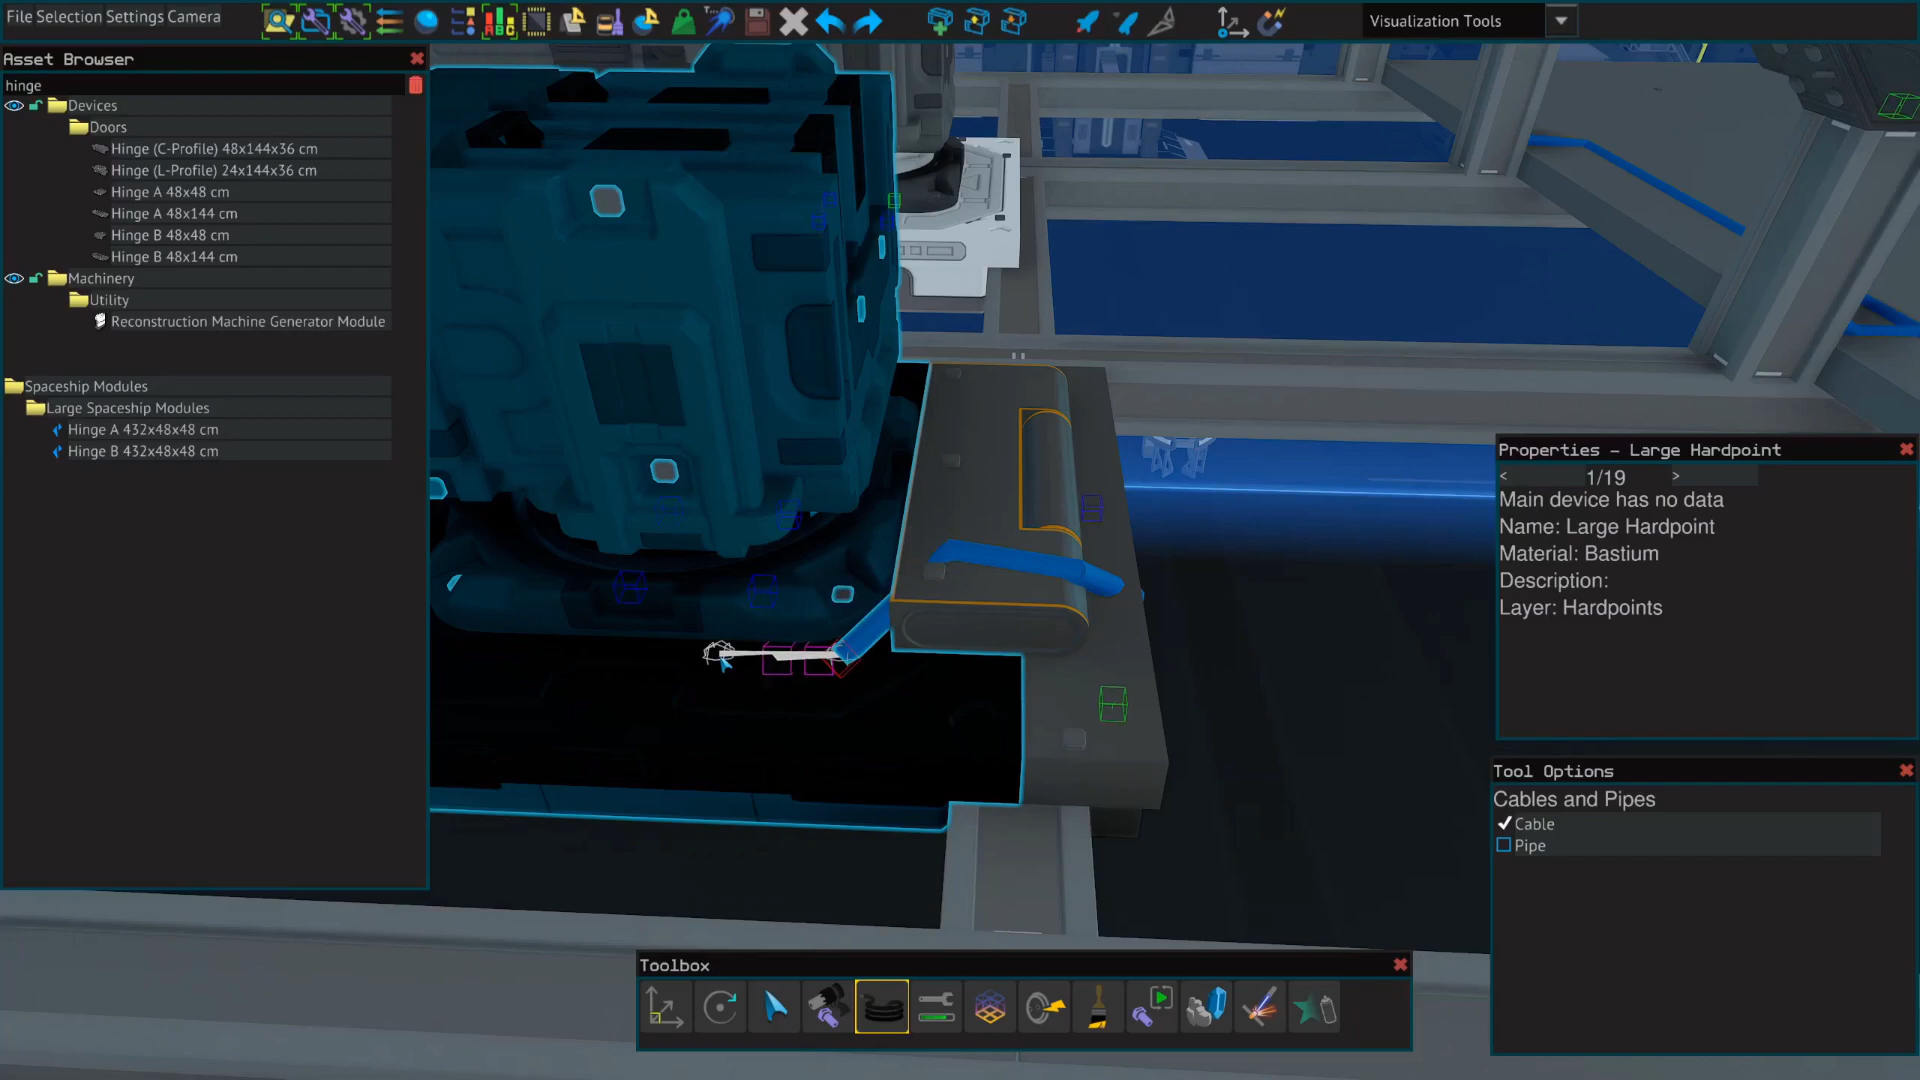 File Selection Settings Camera
Visualization Tools
Asset Browser
hinge
Devices
Doors
Hinge (C-Profile) 48x144x36 cm
Hinge (L-Profile) 24x144x36 cm
Hinge A 48x48 cm
Hinge A 48x144 cm
Hinge B 48x48 cm
Hinge B 48x144 cm
Machinery
Utility
Reconstruction Machine Generator Module
Spaceship Modules
Large Spaceship Modules
Hinge A 432x48x48 cm
Hinge B 432x48x48 cm
Properties – Large Hardpoint
< 1/19 >
Main device has no data
Name: Large Hardpoint
Material: Bastium
Description:
Layer: Hardpoints
Tool Options
Cables and Pipes
Cable
Pipe
Toolbox